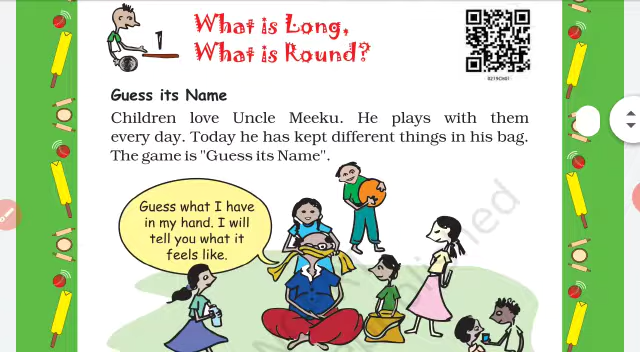 1
What is Long,
What is Round?
0219CH01
Guess its Name
Children love Uncle Meeku. He plays with them
every day. Today he has kept different things in his bag.
The game is "Guess its Name".
Guess what I have
in my hand. I will
tell you what it
feels like.